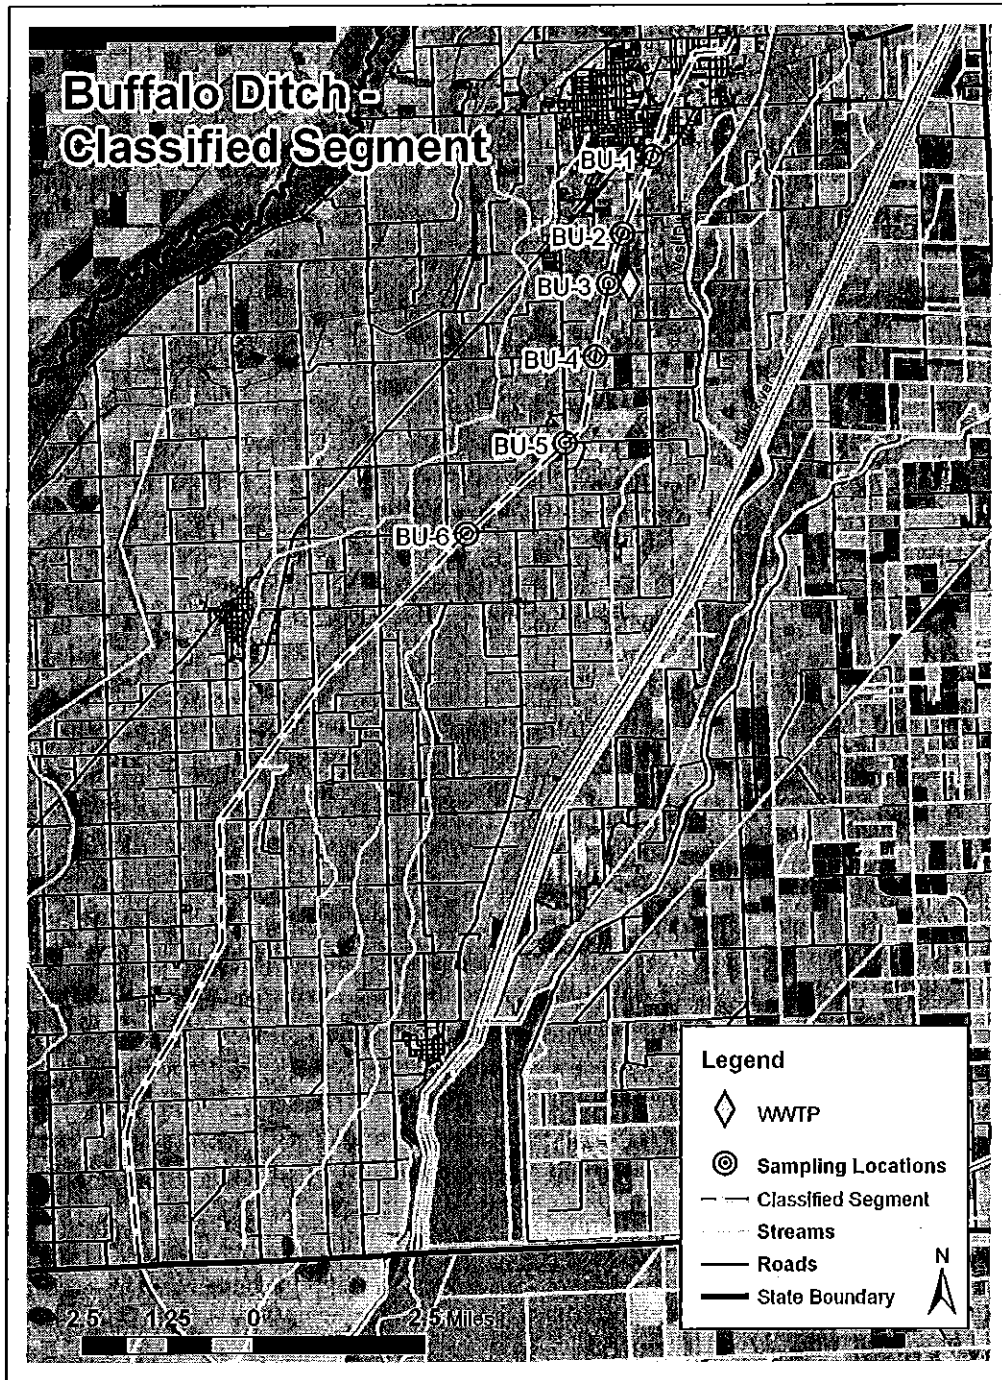 Buffalo Ditch -
Classified Segment
BU-1
BU-2
BU-3
BU-4
BU-5
BU-6
Legend
WWTP
Sampling Locations
Classified Segment
Streams
Roads
State Boundary
N
2.5 1.25 0 2.5 Miles